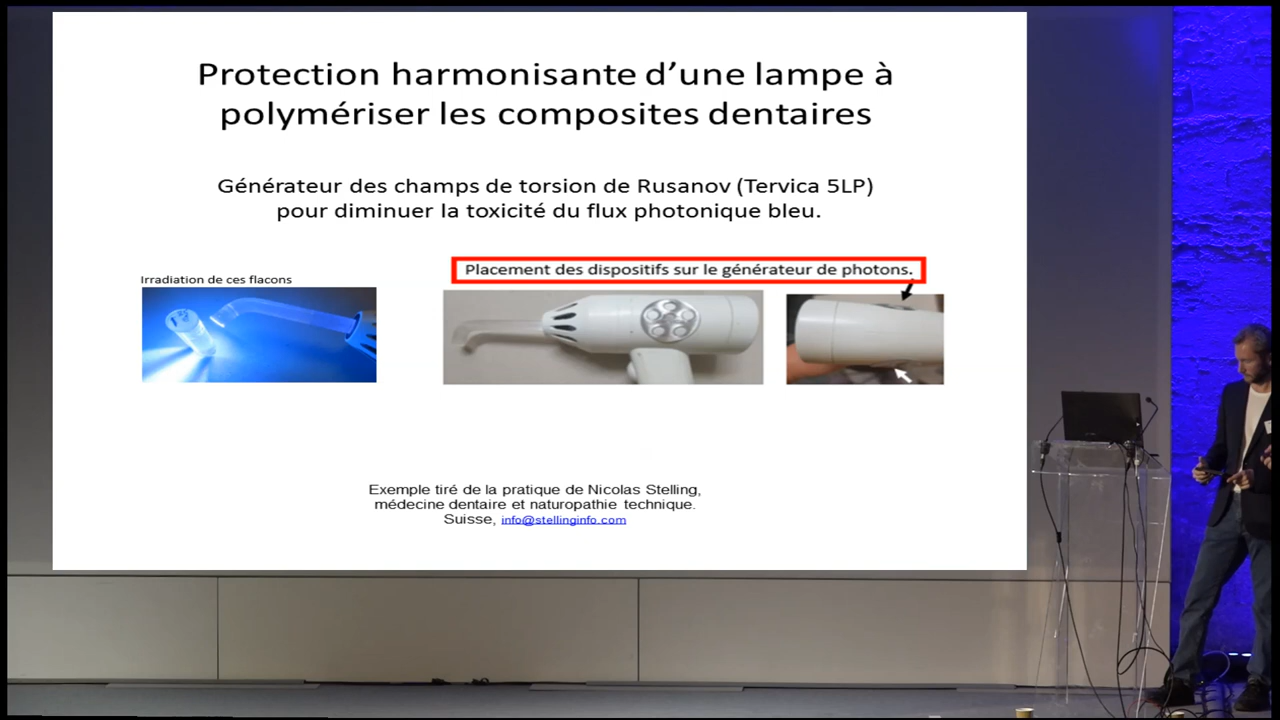 Protection harmonisante d'une lampe à
polymériser les composites dentaires
Générateur des champs de torsion de Rusanov (Tervica 5LP)
pour diminuer la toxicité du flux photonique bleu.
Irradiation de ces flacons
Placement des dispositifs sur le générateur de photons.
Exemple tiré de la pratique de Nicolas Stelling,
médecine dentaire et naturopathie technique.
Suisse, info@stellinginfo.com